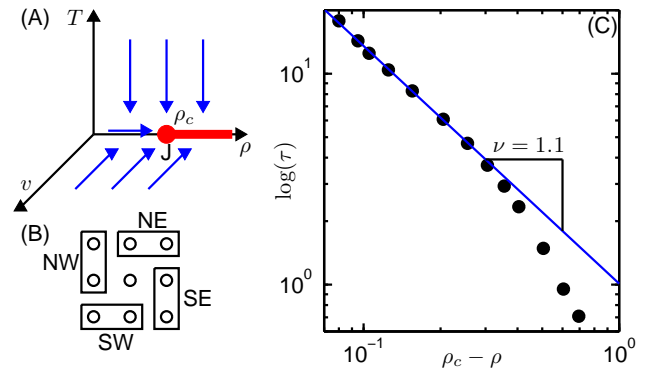 (A)
T
ρc
J
ρ
v
(B)
NE
NW
SE
SW
(C)
10¹
10⁰
log(τ)
ν = 1.1
10⁻¹
10⁰
ρc − ρ